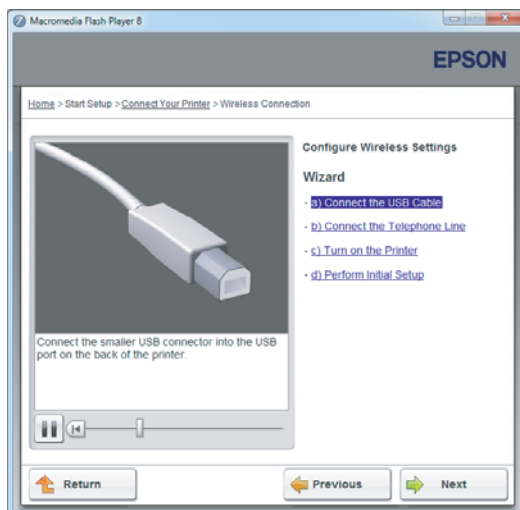 Macromedia Flash Player 8
EPSON
Home > Start Setup > Connect Your Printer > Wireless Connection
Configure Wireless Settings
Wizard
- a) Connect the USB Cable
- b) Connect the Telephone Line
- c) Turn on the Printer
- d) Perform Initial Setup
Connect the smaller USB connector into the USB
port on the back of the printer.
Return
Previous
Next